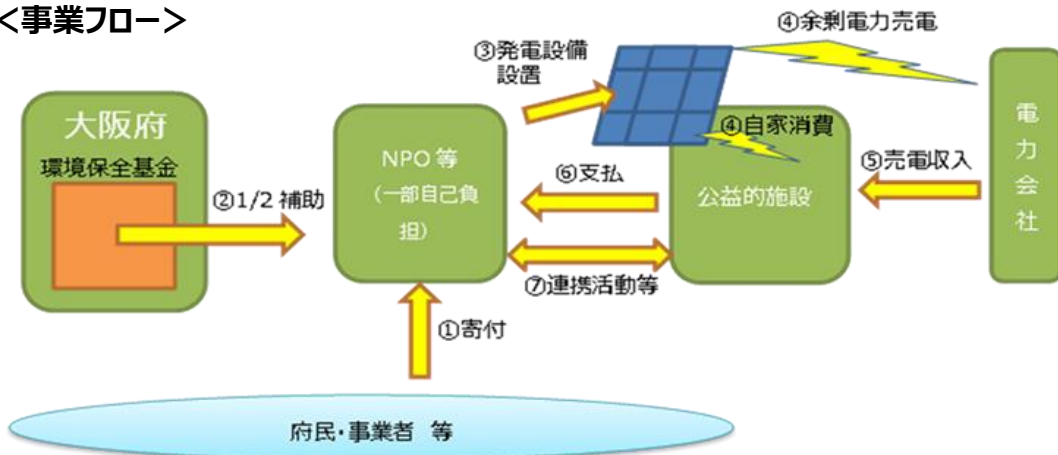 ＜事業フロー＞
④余剰電力売電
③発電設備
設置
大阪府
環境保全基金
②1/2 補助
NPO 等
（一部自己負
担）
④自家消費
⑥支払
公益的施設
⑤売電収入
電
力
会
社
⑦連携活動等
①寄付
府民・事業者 等